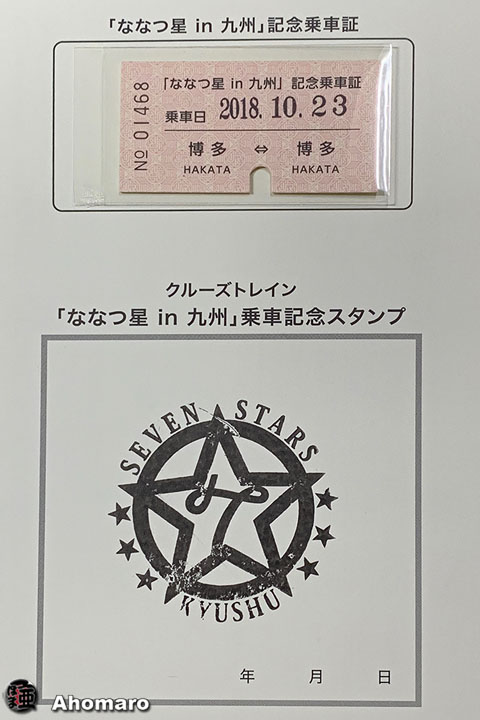 「ななつ星 in 九州」記念乗車証
「ななつ星 in 九州」記念乗車証
乗車日 2018.10.23
博多 ⇔ 博多
HAKATA HAKATA
№ 01468
クルーズトレイン
「ななつ星 in 九州」乗車記念スタンプ
SEVEN STARS
7
KYUSHU
年 月 日
Ahomaro